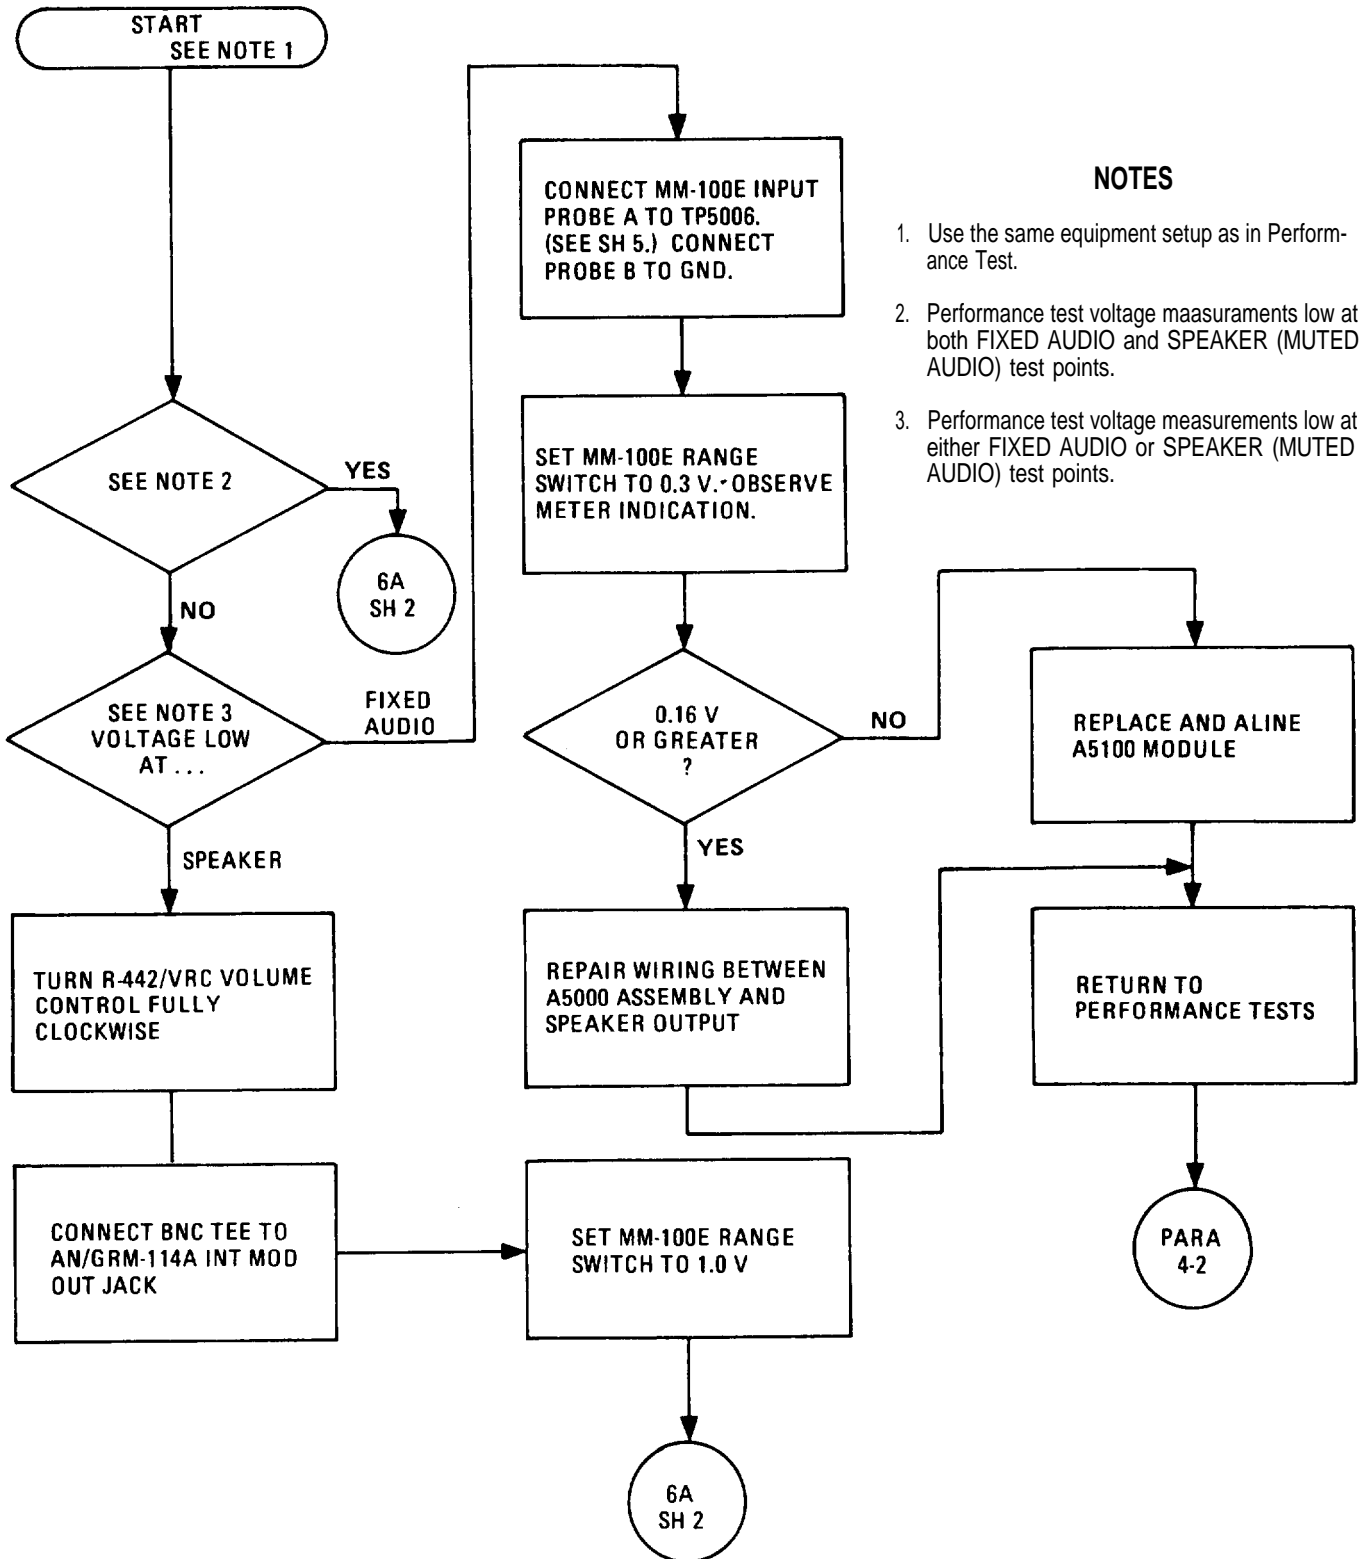 START
SEE NOTE 1
SEE NOTE 2
YES
6A
SH 2
NO
SEE NOTE 3
VOLTAGE LOW
AT ...
FIXED
AUDIO
SPEAKER
TURN R-442/VRC VOLUME
CONTROL FULLY
CLOCKWISE
CONNECT BNC TEE TO
AN/GRM-114A INT MOD
OUT JACK
SET MM-100E RANGE
SWITCH TO 1.0 V
6A
SH 2
CONNECT MM-100E INPUT
PROBE A TO TP5006.
(SEE SH 5.) CONNECT
PROBE B TO GND.
SET MM-100E RANGE
SWITCH TO 0.3 V. OBSERVE
METER INDICATION.
0.16 V
OR GREATER
?
NO
YES
REPAIR WIRING BETWEEN
A5000 ASSEMBLY AND
SPEAKER OUTPUT
REPLACE AND ALINE
A5100 MODULE
RETURN TO
PERFORMANCE TESTS
PARA
4-2
NOTES
1. Use the same equipment setup as in Perform-
ance Test.
2. Performance test voltage maasuraments low at
both FIXED AUDIO and SPEAKER (MUTED
AUDIO) test points.
3. Performance test voltage measurements low at
either FIXED AUDIO or SPEAKER (MUTED
AUDIO) test points.